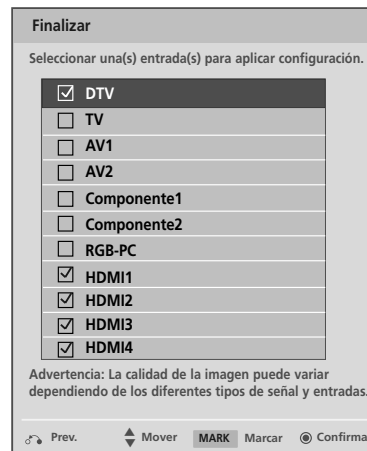 Finalizar
Seleccionar una(s) entrada(s) para aplicar configuración.
DTV
TV
AV1
AV2
Componente1
Componente2
RGB-PC
HDMI1
HDMI2
HDMI3
HDMI4
Advertencia: La calidad de la imagen puede variar
dependiendo de los diferentes tipos de señal y entradas.
Prev. Mover MARK Marcar Confirma